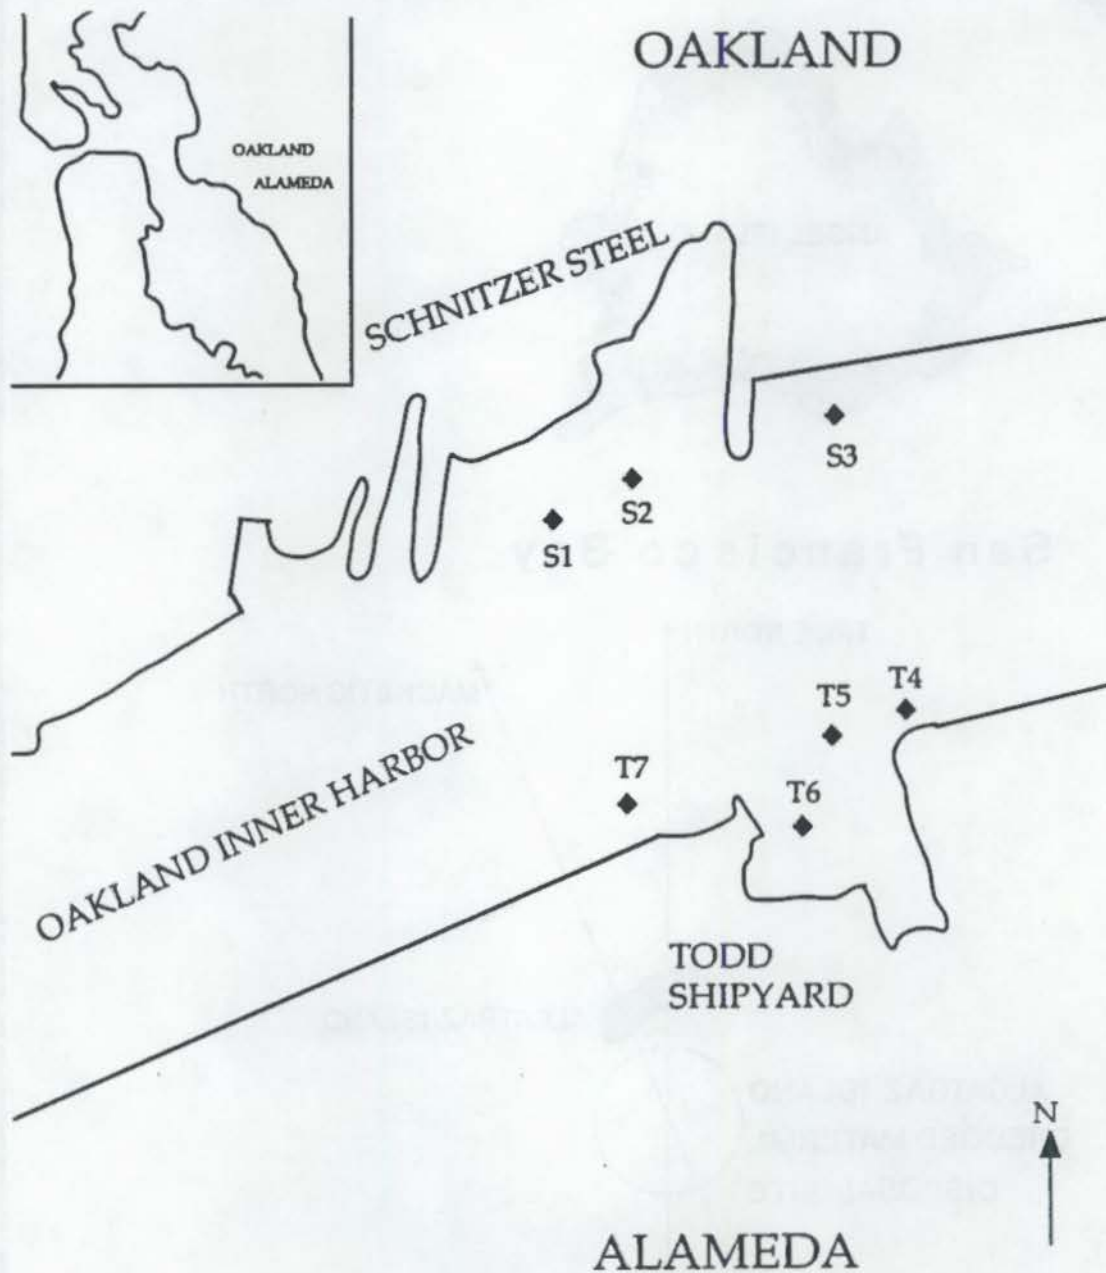 OAKLAND
OAKLAND
ALAMEDA
SCHNITZER STEEL
S3
S2
S1
T4
T5
T7
T6
OAKLAND INNER HARBOR
TODD
SHIPYARD
N
ALAMEDA